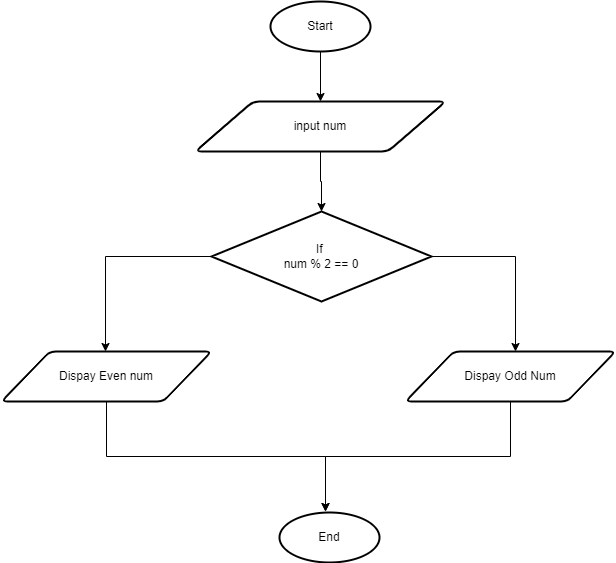 Start
input num
If
num % 2 == 0
Dispay Even num
Dispay Odd Num
End